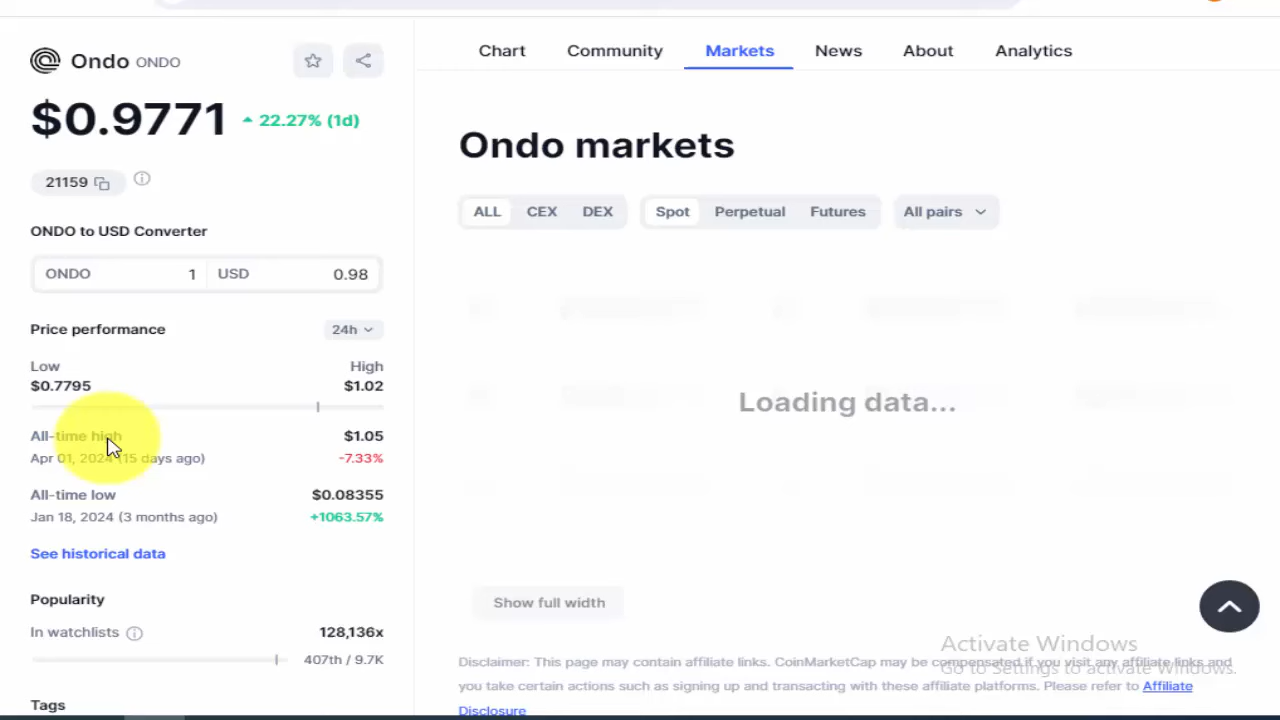 Ondo ONDO
$0.9771 22.27% (1d)
21159
ONDO to USD Converter
ONDO 1 USD 0.98
Price performance 24h
Low High
$0.7795 $1.02
All-time high $1.05
Apr 01, 2024 (15 days ago) -7.33%
All-time low $0.08355
Jan 18, 2024 (3 months ago) +1063.57%
See historical data
Popularity
In watchlists 128,136x
407th / 9.7K
Tags
Chart Community Markets News About Analytics
Ondo markets
ALL CEX DEX Spot Perpetual Futures All pairs
Loading data...
Show full width
Activate Windows
Go to Settings to activate Windows.
Disclaimer: This page may contain affiliate links. CoinMarketCap may be compensated if you visit any affiliate links and
you take certain actions such as signing up and transacting with these affiliate platforms. Please refer to Affiliate
Disclosure